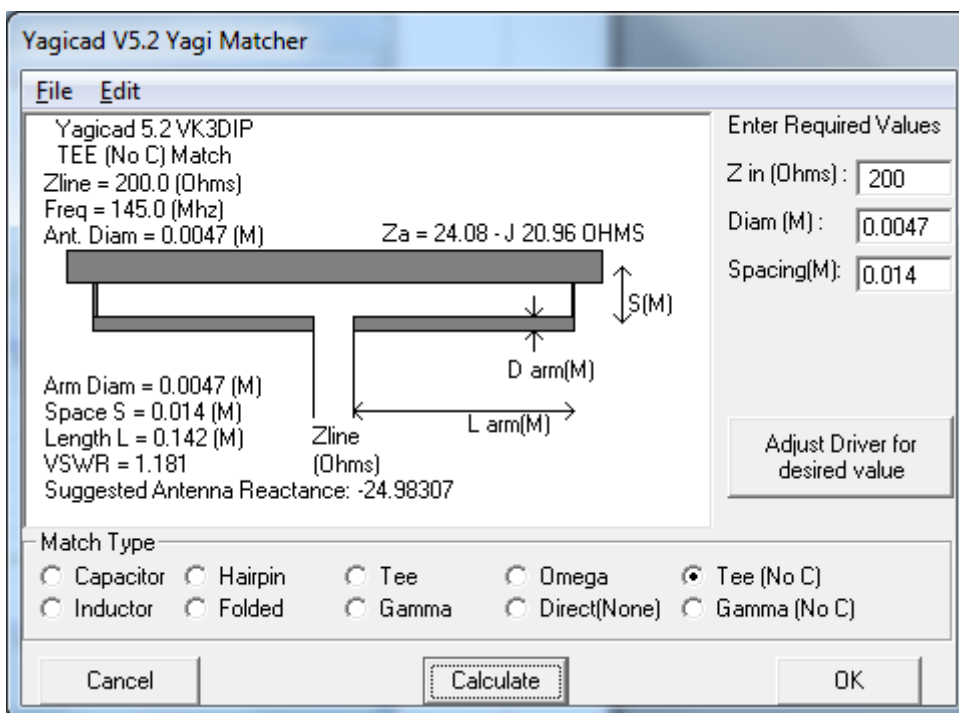 Yagicad V5.2 Yagi Matcher
File Edit
Yagicad 5.2 VK3DIP
TEE (No C) Match
Zline = 200.0 (Ohms)
Freq = 145.0 (Mhz)
Ant. Diam = 0.0047 (M)
Za = 24.08 - J 20.96 OHMS
S(M)
D arm(M)
L arm(M)
Zline
(Ohms)
Arm Diam = 0.0047 (M)
Space S = 0.014 (M)
Length L = 0.142 (M)
VSWR = 1.181
Suggested Antenna Reactance: -24.98307
Enter Required Values
Z in (Ohms) : 200
Diam (M) : 0.0047
Spacing(M): 0.014
Adjust Driver for
desired value
Match Type
Capacitor Hairpin Tee Omega Tee (No C)
Inductor Folded Gamma Direct(None) Gamma (No C)
Cancel Calculate OK